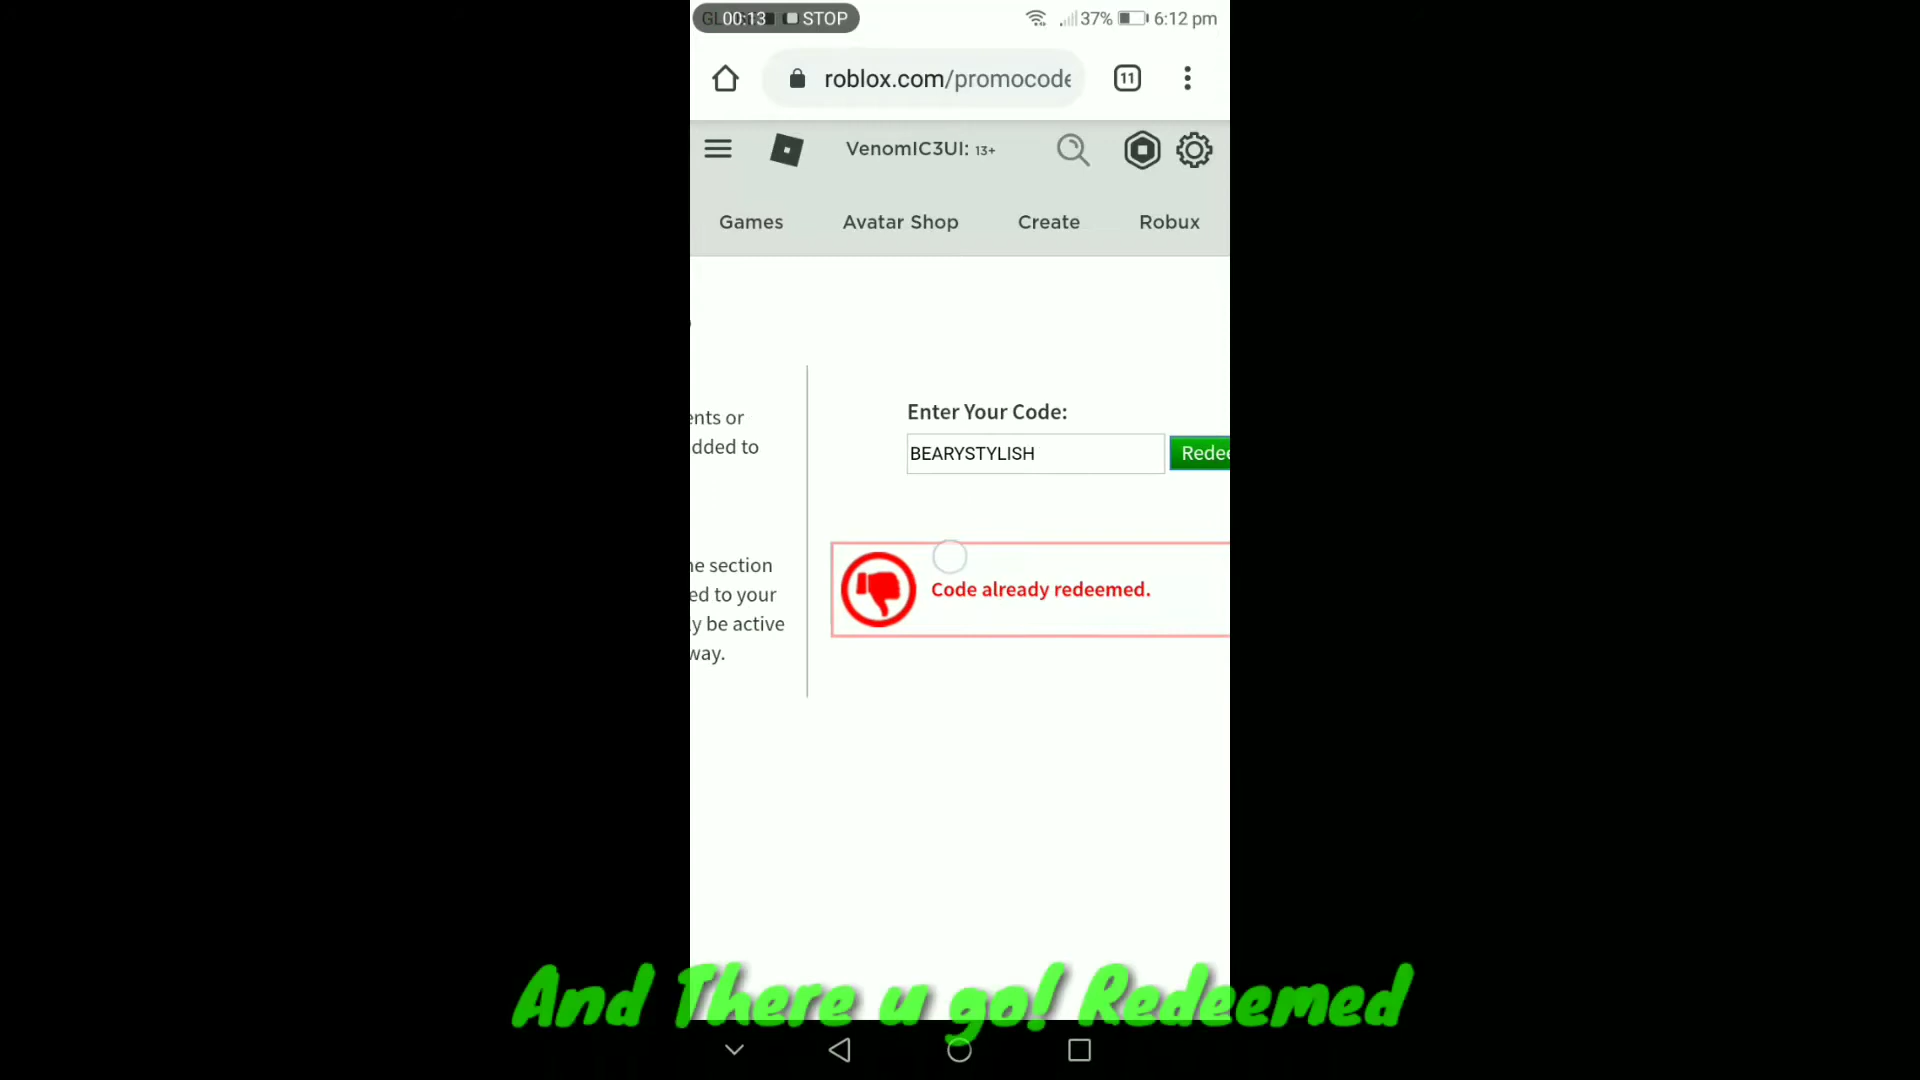 00:13 STOP 37% 6:12 pm
roblox.com/promocode
11
VenomIC3UI: 13+
Games Avatar Shop Create Robux
ents or
dded to
Enter Your Code:
BEARYSTYLISH
Redee
he section
ed to your
y be active
way.
Code already redeemed.
And There u go! Redeemed